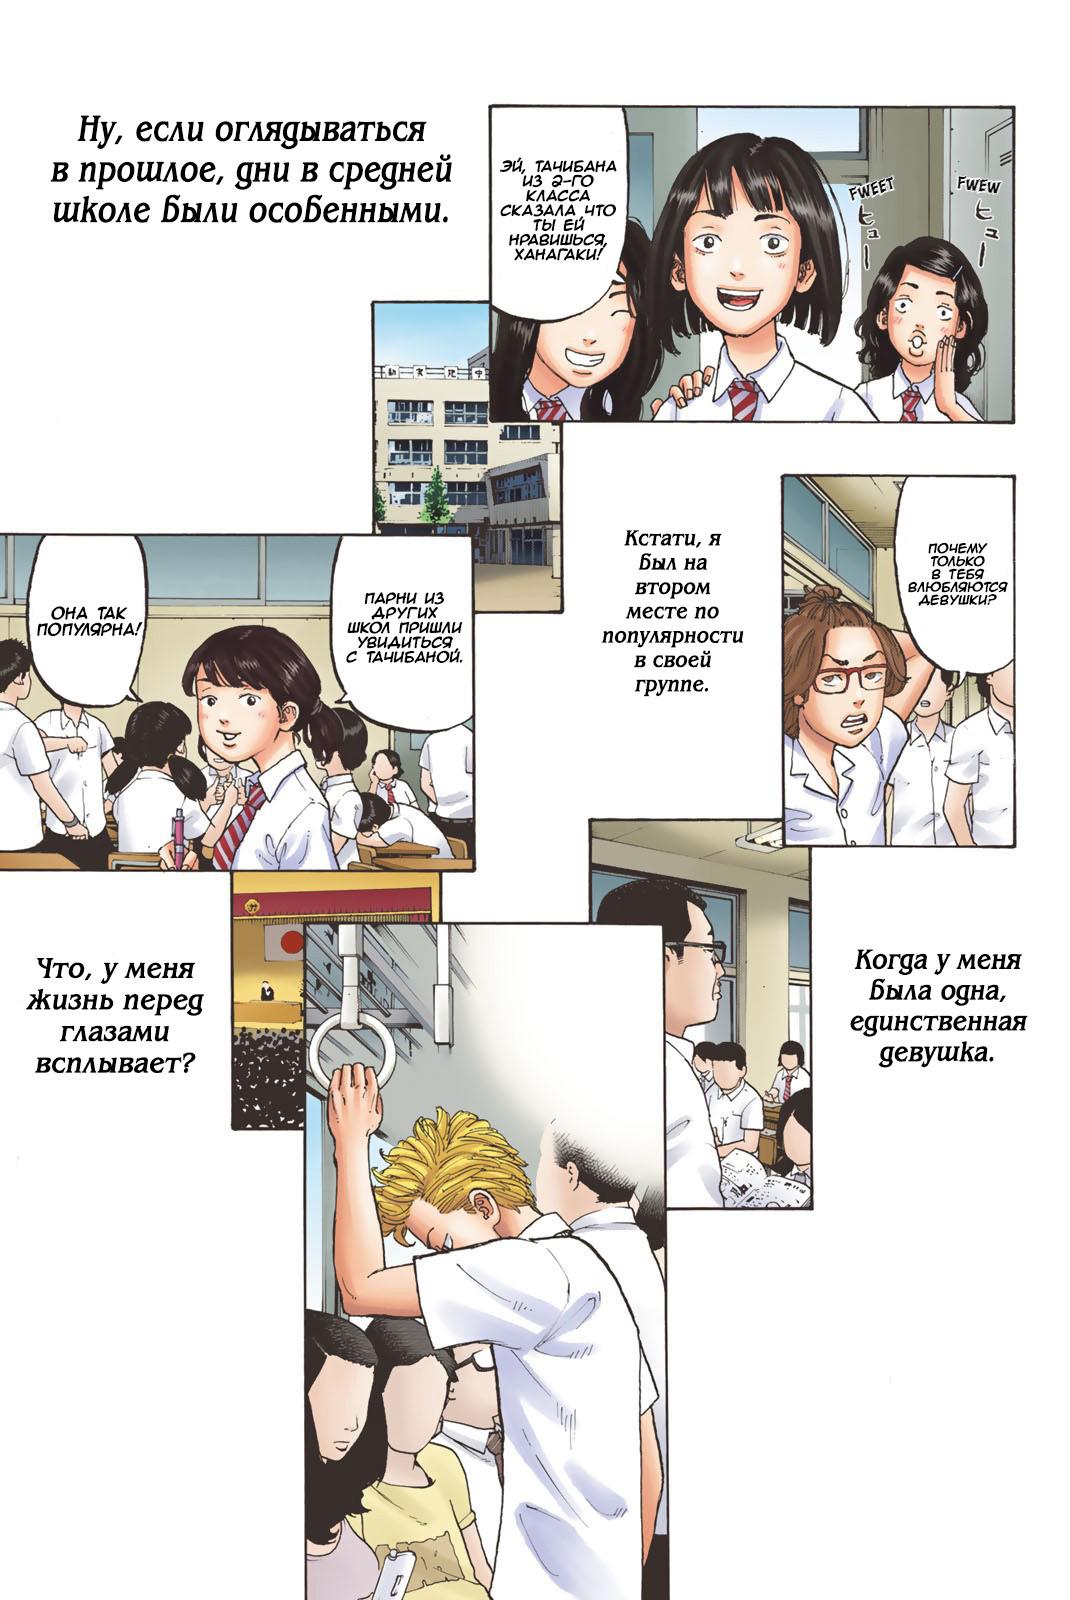 Ну, если оглядываться
в прошлое, дни в средней
школе были особенными.
ЭЙ, ТАЧИБАНА
ИЗ 2-ГО
КЛАССА
СКАЗАЛА ЧТО
ТЫ ЕЙ
НРАВИШЬСЯ,
ХАНАГАКИ!
FWEET
ヒュー
FWEW
ヒュー
ПОЧЕМУ
ТОЛЬКО
В ТЕБЯ
ВЛЮБЛЯЮТСЯ
ДЕВУШКИ?
Кстати, я
был на
втором
месте по
популярности
в своей
группе.
ПАРНИ ИЗ
ДРУГИХ
ШКОЛ ПРИШЛИ
УВИДИТЬСЯ
С ТАЧИБАНОЙ.
ОНА ТАК
ПОПУЛЯРНА!
Когда у меня
была одна,
единственная
девушка.
Что, у меня
жизнь перед
глазами
всплывает?